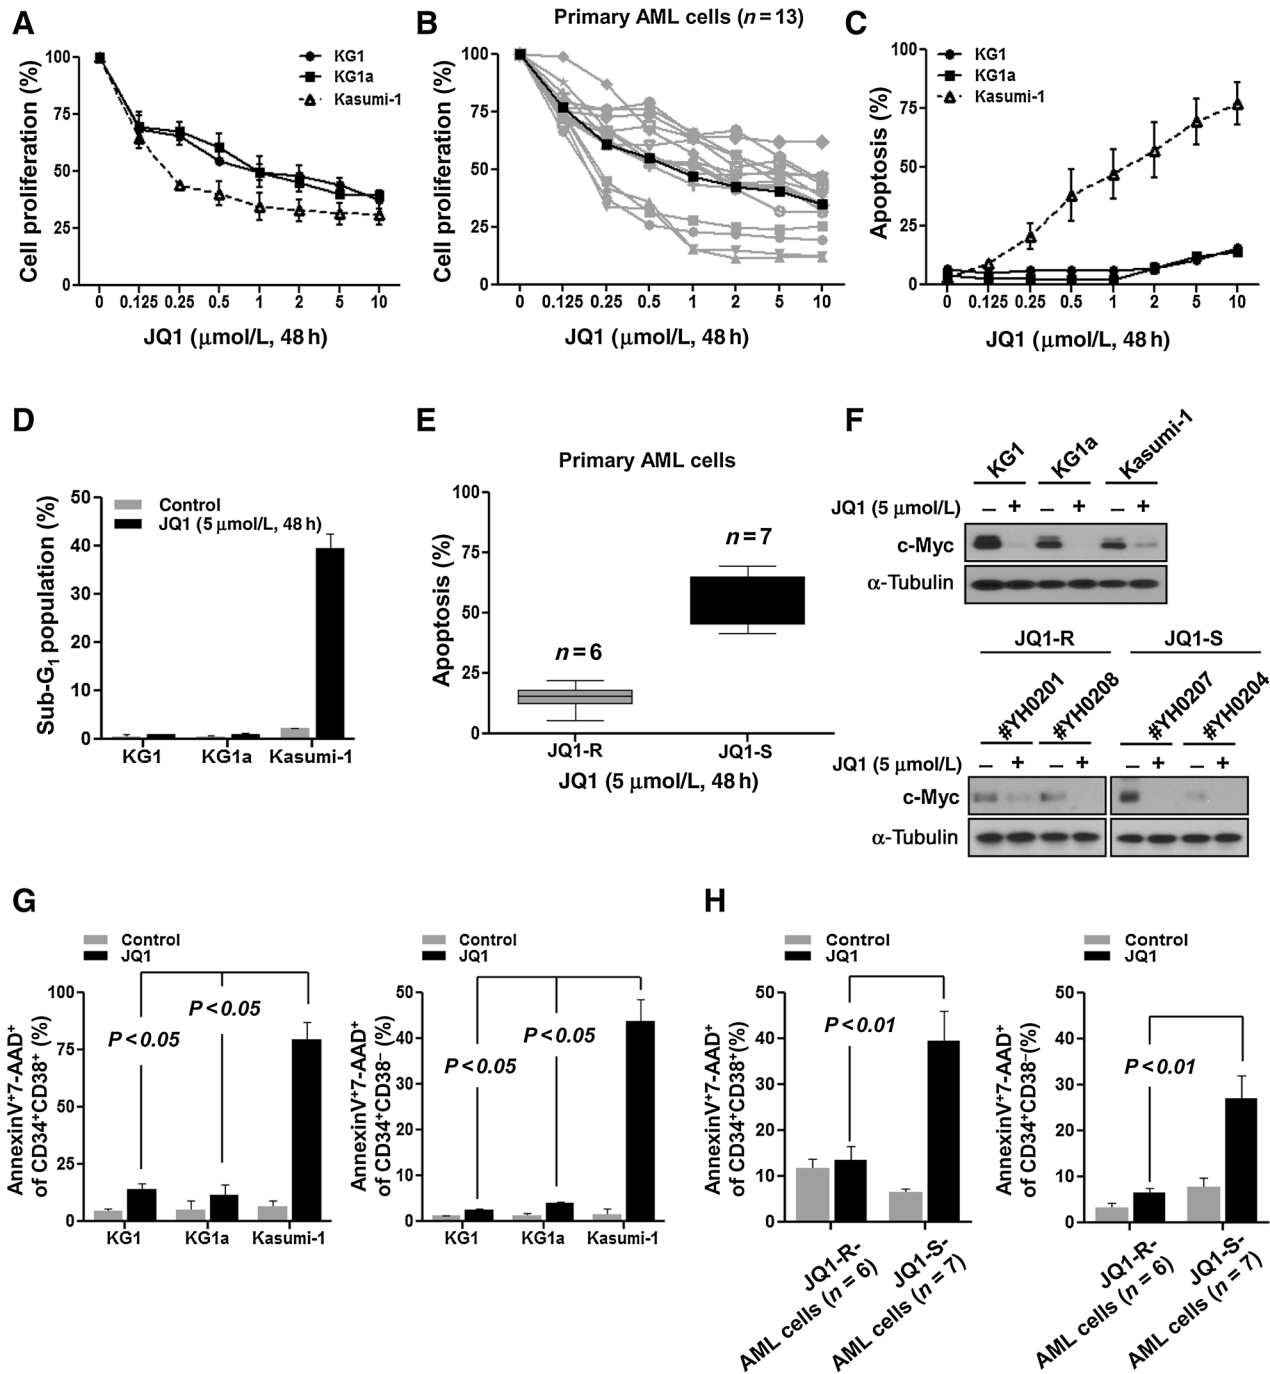 A
KG1
KG1a
Kasumi-1
Cell proliferation (%)
100
75
50
25
0
0 0.125 0.25 0.5 1 2 5 10
JQ1 (μmol/L, 48 h)
B
Primary AML cells (n = 13)
Cell proliferation (%)
100
75
50
25
0
0 0.125 0.25 0.5 1 2 5 10
JQ1 (μmol/L, 48 h)
C
KG1
KG1a
Kasumi-1
Apoptosis (%)
100
75
50
25
0
0 0.125 0.25 0.5 1 2 5 10
JQ1 (μmol/L, 48 h)
D
Control
JQ1 (5 μmol/L, 48 h)
Sub-G1 population (%)
50
40
30
20
10
0
KG1 KG1a Kasumi-1
E
Primary AML cells
Apoptosis (%)
100
75
50
25
0
n = 6
n = 7
JQ1-R JQ1-S
JQ1 (5 μmol/L, 48 h)
F
KG1 KG1a Kasumi-1
JQ1 (5 μmol/L) – + – + – +
c-Myc
α-Tubulin
JQ1-R JQ1-S
#YH0201 #YH0208 #YH0207 #YH0204
JQ1 (5 μmol/L) – + – + – + – +
c-Myc
α-Tubulin
G
Control
JQ1
AnnexinV+7-AAD+
of CD34+CD38+ (%)
100
75
50
25
0
P < 0.05
P < 0.05
KG1 KG1a Kasumi-1
Control
JQ1
AnnexinV+7-AAD+
of CD34+CD38– (%)
50
40
30
20
10
0
P < 0.05
P < 0.05
KG1 KG1a Kasumi-1
H
Control
JQ1
AnnexinV+7-AAD+
of CD34+CD38+(%)
50
40
30
20
10
0
P < 0.01
JQ1-R-
AML cells (n = 6)
JQ1-S-
AML cells (n = 7)
Control
JQ1
AnnexinV+7-AAD+
of CD34+CD38–(%)
50
40
30
20
10
0
P < 0.01
JQ1-R-
AML cells (n = 6)
JQ1-S-
AML cells (n = 7)